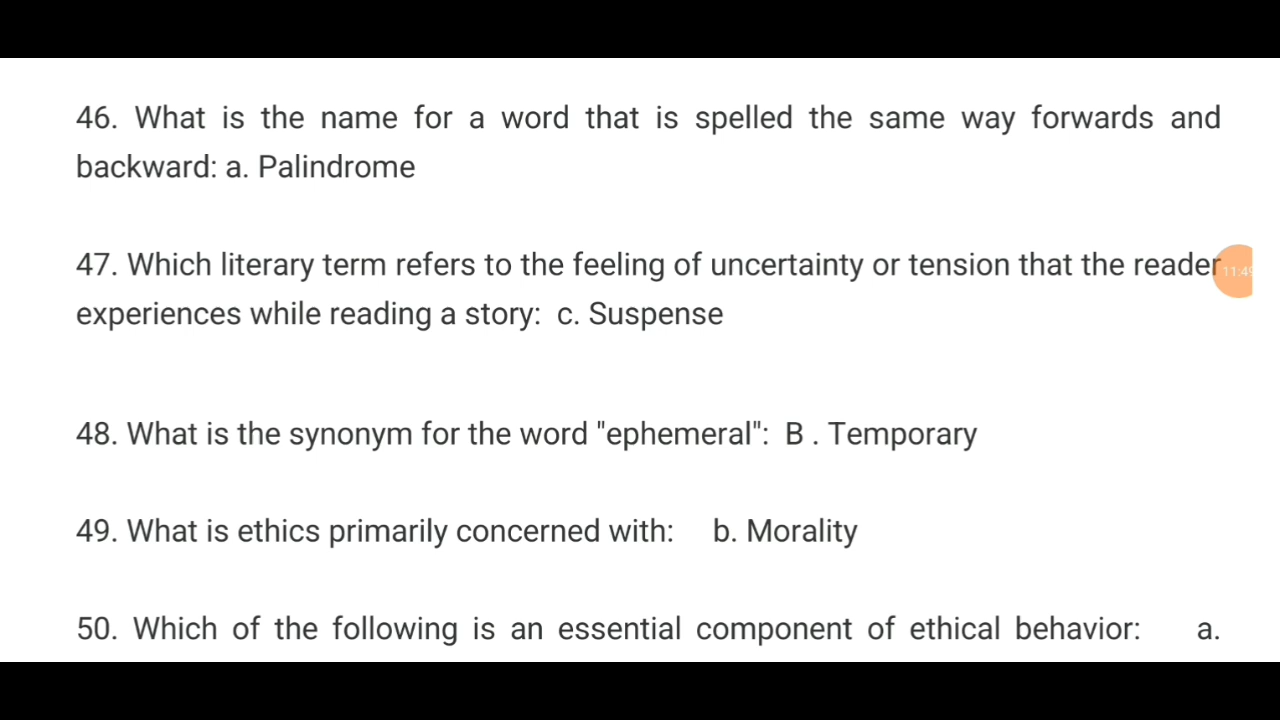 46. What is the name for a word that is spelled the same way forwards and
backward: a. Palindrome
47. Which literary term refers to the feeling of uncertainty or tension that the reader
11:49
experiences while reading a story:  c. Suspense
48. What is the synonym for the word "ephemeral":  B . Temporary
49. What is ethics primarily concerned with:    b. Morality
50. Which of the following is an essential component of ethical behavior:    a.